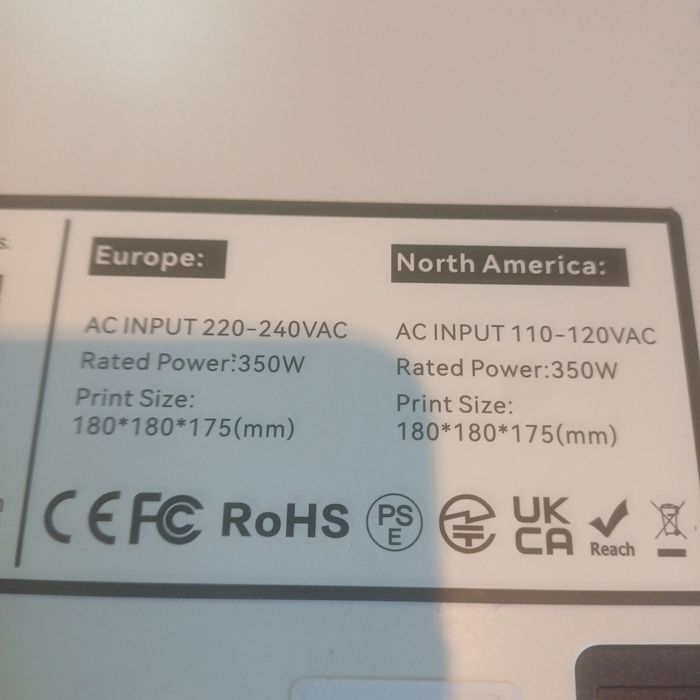 s.
Europe:
AC INPUT 220-240VAC
Rated Power:350W
Print Size:
180*180*175(mm)
North America:
AC INPUT 110-120VAC
Rated Power:350W
Print Size:
180*180*175(mm)
CE FC RoHS PS E UK CA Reach